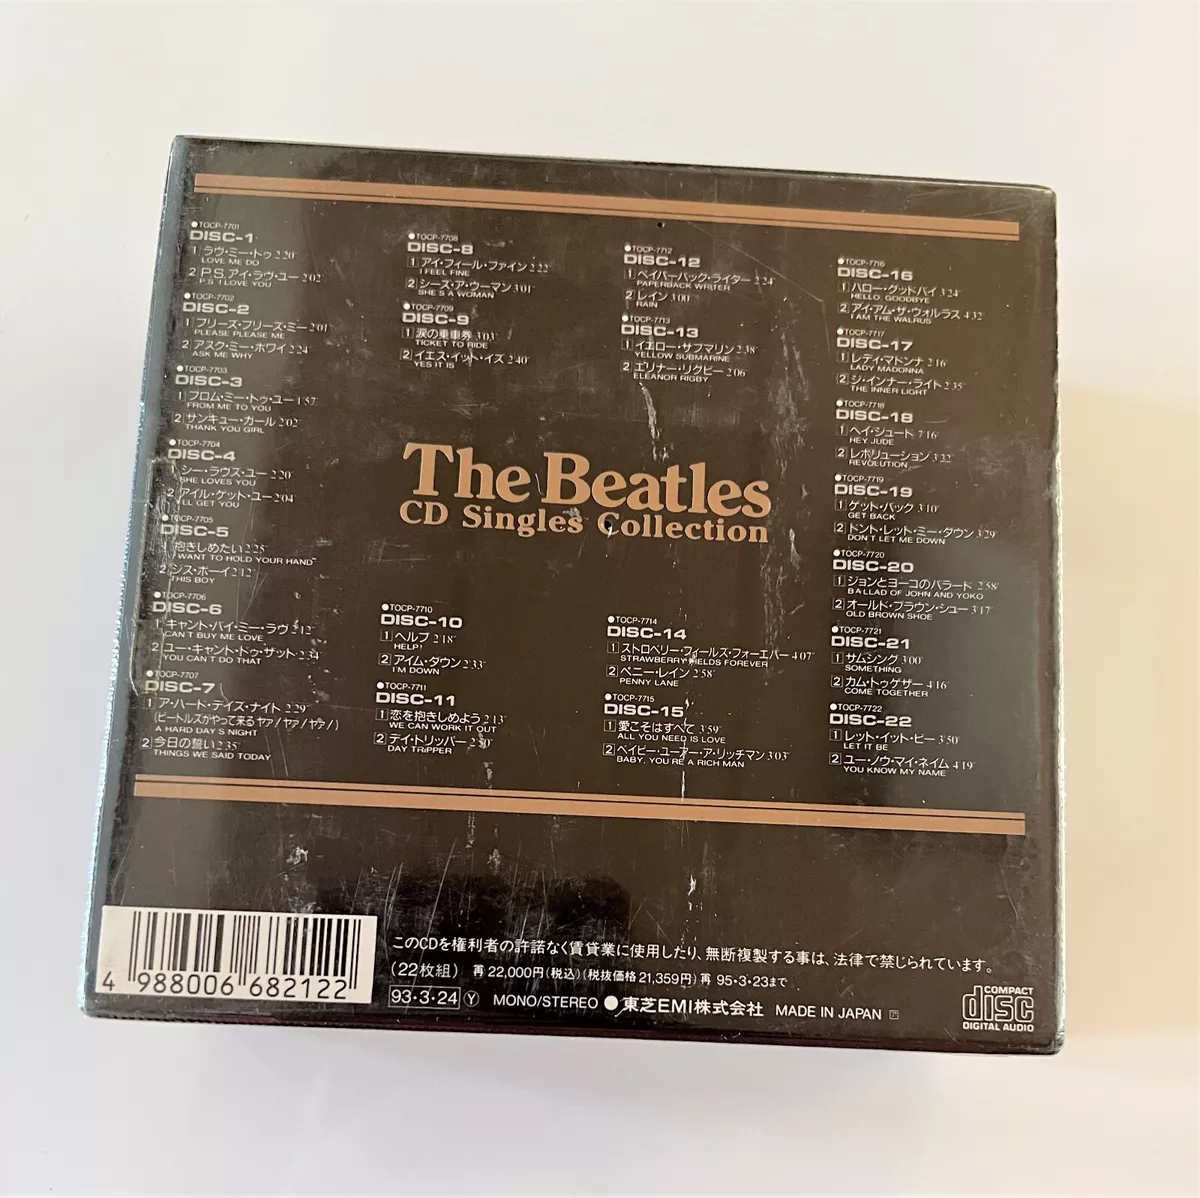 ●TOCP-7701
DISC-1
1 ラヴ・ミー・ドゥ 2'20"
LOVE ME DO
2 P.S.アイ・ラヴ・ユー 2'02"
P.S. I LOVE YOU
●TOCP-7702
DISC-2
1 プリーズ・プリーズ・ミー 2'01"
PLEASE PLEASE ME
2 アスク・ミー・ホワイ 2'24"
ASK ME WHY
●TOCP-7703
DISC-3
1 フロム・ミー・トゥ・ユー 1'57"
FROM ME TO YOU
2 サンキュー・ガール 2'02"
THANK YOU GIRL
●TOCP-7704
DISC-4
1 シー・ラヴズ・ユー 2'20"
SHE LOVES YOU
2 アイル・ゲット・ユー 2'04"
I'LL GET YOU
●TOCP-7705
DISC-5
1 抱きしめたい 2'25"
I WANT TO HOLD YOUR HAND
2 ジス・ボーイ 2'12"
THIS BOY
●TOCP-7706
DISC-6
1 キャント・バイ・ミー・ラヴ 2'12"
CAN'T BUY ME LOVE
2 ユー・キャント・ドゥ・ザット 2'34"
YOU CAN'T DO THAT
●TOCP-7707
DISC-7
1 ア・ハード・デイズ・ナイト 2'29"
(ビートルズがやって来るヤァ!ヤァ!ヤァ!)
A HARD DAY'S NIGHT
2 今日の誓い 2'35"
THINGS WE SAID TODAY
●TOCP-7708
DISC-8
1 アイ・フィール・ファイン 2'22"
I FEEL FINE
2 シーズ・ア・ウーマン 3'01"
SHE'S A WOMAN
●TOCP-7709
DISC-9
1 涙の乗車券 3'03"
TICKET TO RIDE
2 イエス・イット・イズ 2'40"
YES IT IS
●TOCP-7712
DISC-12
1 ペイパーバック・ライター 2'24"
PAPERBACK WRITER
2 レイン 3'00"
RAIN
●TOCP-7713
DISC-13
1 イエロー・サブマリン 2'38"
YELLOW SUBMARINE
2 エリナー・リグビー 2'06"
ELEANOR RIGBY
The Beatles
CD Singles Collection
●TOCP-7710
DISC-10
1 ヘルプ 2'18"
HELP!
2 アイム・ダウン 2'33"
I'M DOWN
●TOCP-7711
DISC-11
1 恋を抱きしめよう 2'13"
WE CAN WORK IT OUT
2 デイ・トリッパー 2'50"
DAY TRIPPER
●TOCP-7714
DISC-14
1 ストロベリー・フィールズ・フォーエバー 4'07"
STRAWBERRY FIELDS FOREVER
2 ペニー・レイン 2'58"
PENNY LANE
●TOCP-7715
DISC-15
1 愛こそはすべて 3'59"
ALL YOU NEED IS LOVE
2 ベイビー・ユーアー・ア・リッチマン 3'03"
BABY, YOU'RE A RICH MAN
●TOCP-7716
DISC-16
1 ハロー・グッドバイ 3'24"
HELLO, GOODBYE
2 アイ・アム・ザ・ウォルラス 4'32"
I AM THE WALRUS
●TOCP-7717
DISC-17
1 レディ・マドンナ 2'16"
LADY MADONNA
2 ジ・インナー・ライト 2'35"
THE INNER LIGHT
●TOCP-7718
DISC-18
1 ヘイ・ジュード 7'16"
HEY JUDE
2 レボリューション 3'22"
REVOLUTION
●TOCP-7719
DISC-19
1 ゲット・バック 3'10"
GET BACK
2 ドント・レット・ミー・ダウン 3'29"
DON'T LET ME DOWN
●TOCP-7720
DISC-20
1 ジョンとヨーコのバラード 2'58"
BALLAD OF JOHN AND YOKO
2 オールド・ブラウン・シュー 3'17"
OLD BROWN SHOE
●TOCP-7721
DISC-21
1 サムシング 3'00"
SOMETHING
2 カム・トゥゲザー 4'16"
COME TOGETHER
●TOCP-7722
DISC-22
1 レット・イット・ビー 3'50"
LET IT BE
2 ユー・ノウ・マイ・ネイム 4'19"
YOU KNOW MY NAME
4 988006 682122
このCDを権利者の許諾なく賃貸業に使用したり、無断複製する事は、法律で禁じられています。
(22枚組) 再 22,000円(税込)(税抜価格 21,359円)再 95・3・23まで
93・3・24 Ⓨ MONO/STEREO ●東芝EMI株式会社 MADE IN JAPAN ア
COMPACT
disc
DIGITAL AUDIO